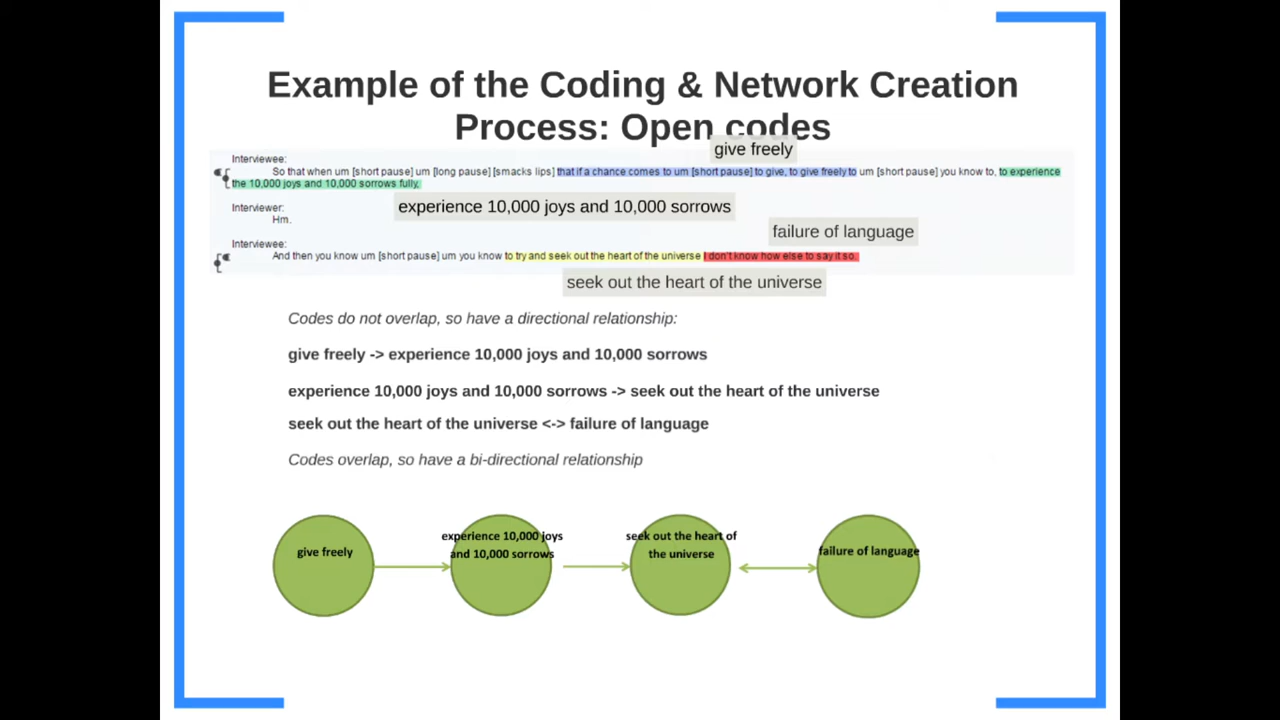 Example of the Coding & Network Creation
Process: Open codes
give freely
Interviewee:
So that when um [short pause] um [long pause] [smacks lips] that if a chance comes to um [short pause] to give, to give freely to um [short pause] you know to, to experience
the 10,000 joys and 10,000 sorrows fully,
experience 10,000 joys and 10,000 sorrows
Interviewer:
Hm.
failure of language
Interviewee:
And then you know um [short pause] um you know to try and seek out the heart of the universe I don't know how else to say it so.
seek out the heart of the universe
Codes do not overlap, so have a directional relationship:
give freely -> experience 10,000 joys and 10,000 sorrows
experience 10,000 joys and 10,000 sorrows -> seek out the heart of the universe
seek out the heart of the universe <-> failure of language
Codes overlap, so have a bi-directional relationship
give freely
experience 10,000 joys
and 10,000 sorrows
seek out the heart of
the universe
failure of language